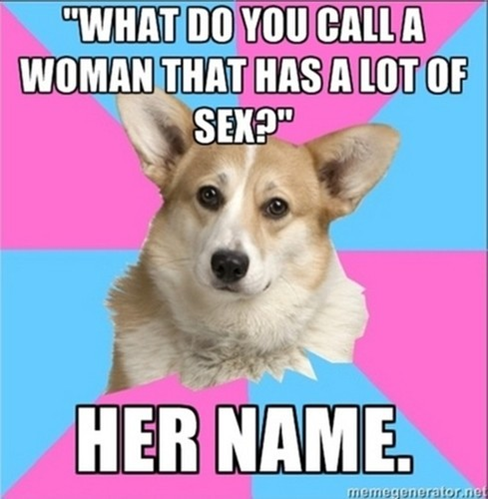 "WHAT DO YOU CALL A
WOMAN THAT HAS A LOT OF
SEX?"
HER NAME.
memegenerator.net